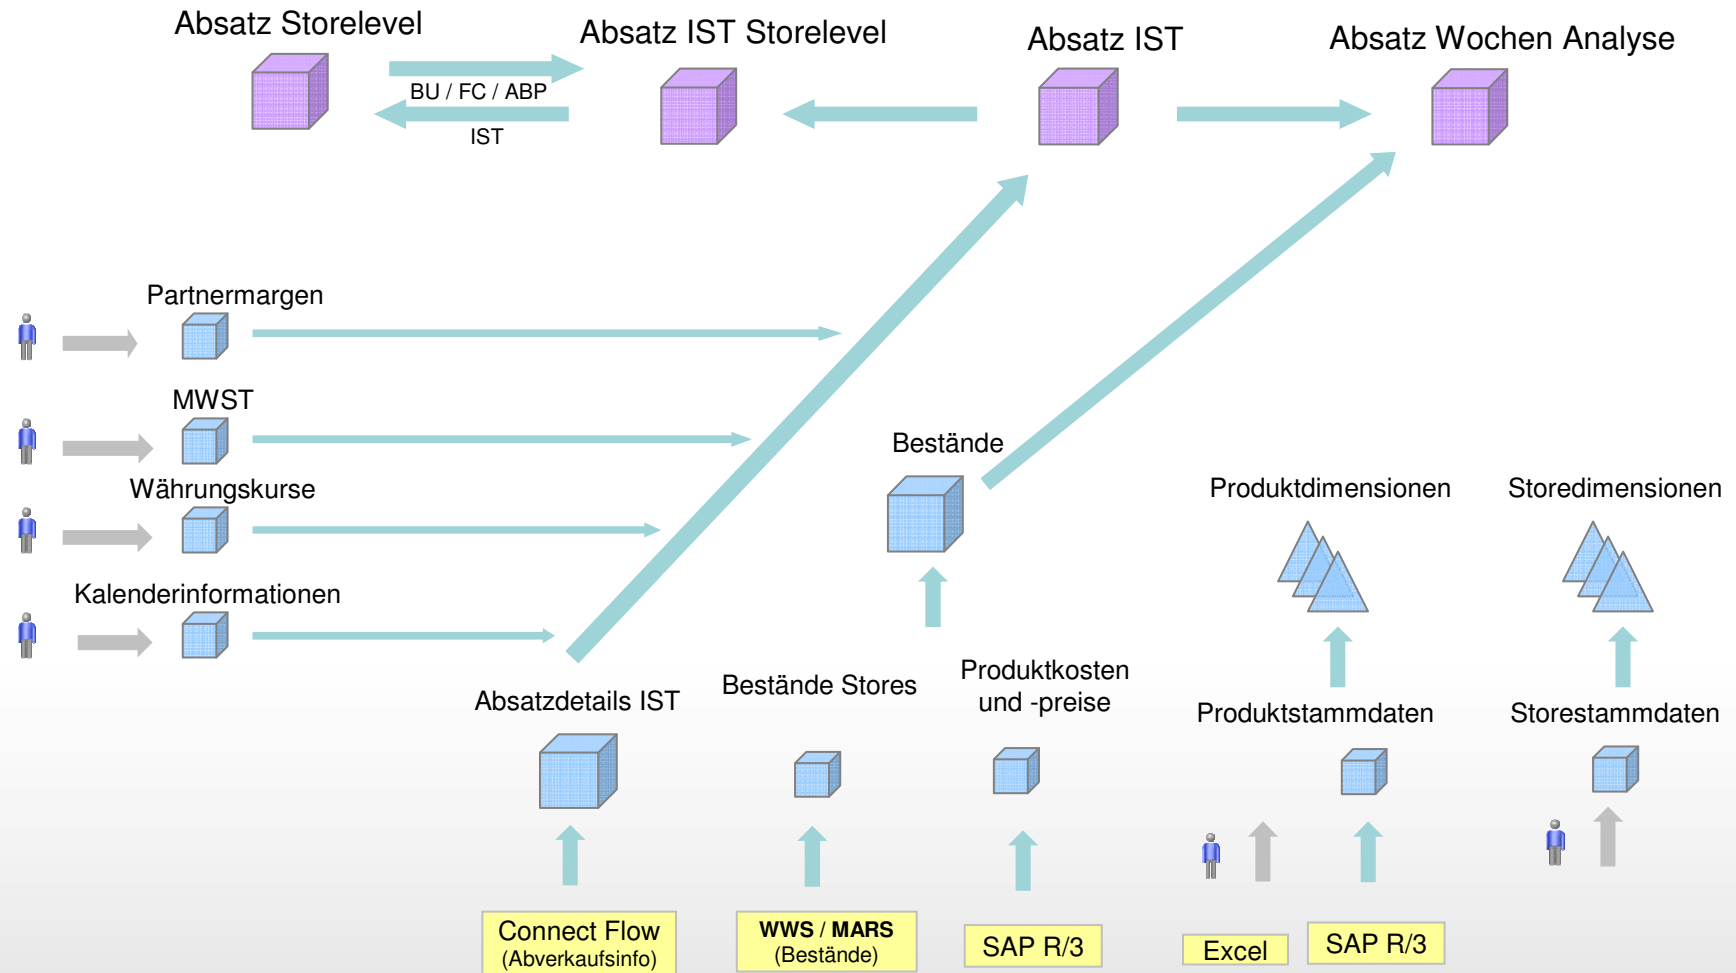 Absatz Storelevel
Absatz IST Storelevel
Absatz IST
Absatz Wochen Analyse
BU / FC / ABP
IST
Partnermargen
MWST
Währungskurse
Kalenderinformationen
Bestände
Produktdimensionen
Storedimensionen
Absatzdetails IST
Bestände Stores
Produktkosten
und -preise
Produktstammdaten
Storestammdaten
Connect Flow
(Abverkaufsinfo)
WWS / MARS
(Bestände)
SAP R/3
Excel
SAP R/3